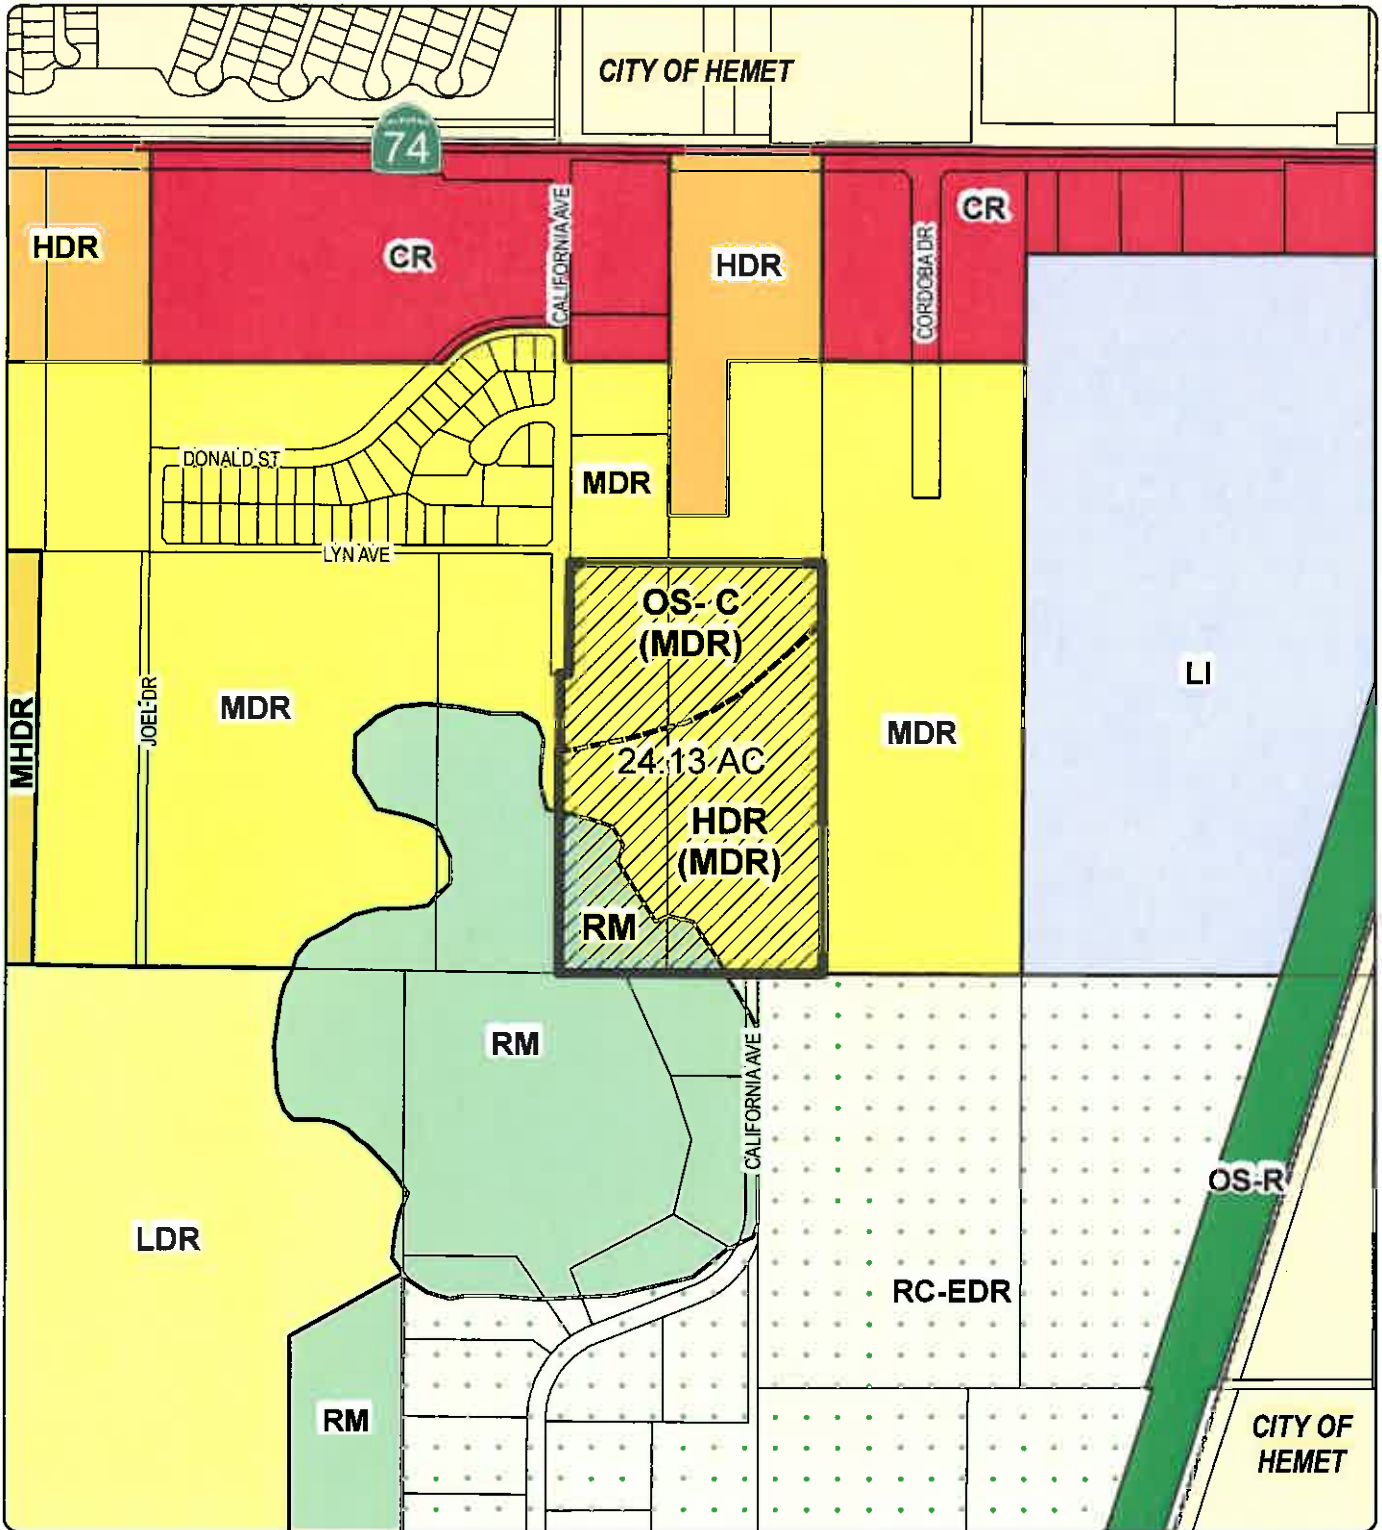 CITY OF HEMET
CALIFORNIA
74
HDR
CR
CALIFORNIA AVE
HDR
CORDOBA DR
CR
DONALD ST
MDR
LYN AVE
OS- C
(MDR)
MHDR
JOEL DR
MDR
24.13 AC
MDR
LI
HDR
(MDR)
RM
RM
CALIFORNIA AVE
OS-R
LDR
RC-EDR
RM
CITY OF
HEMET